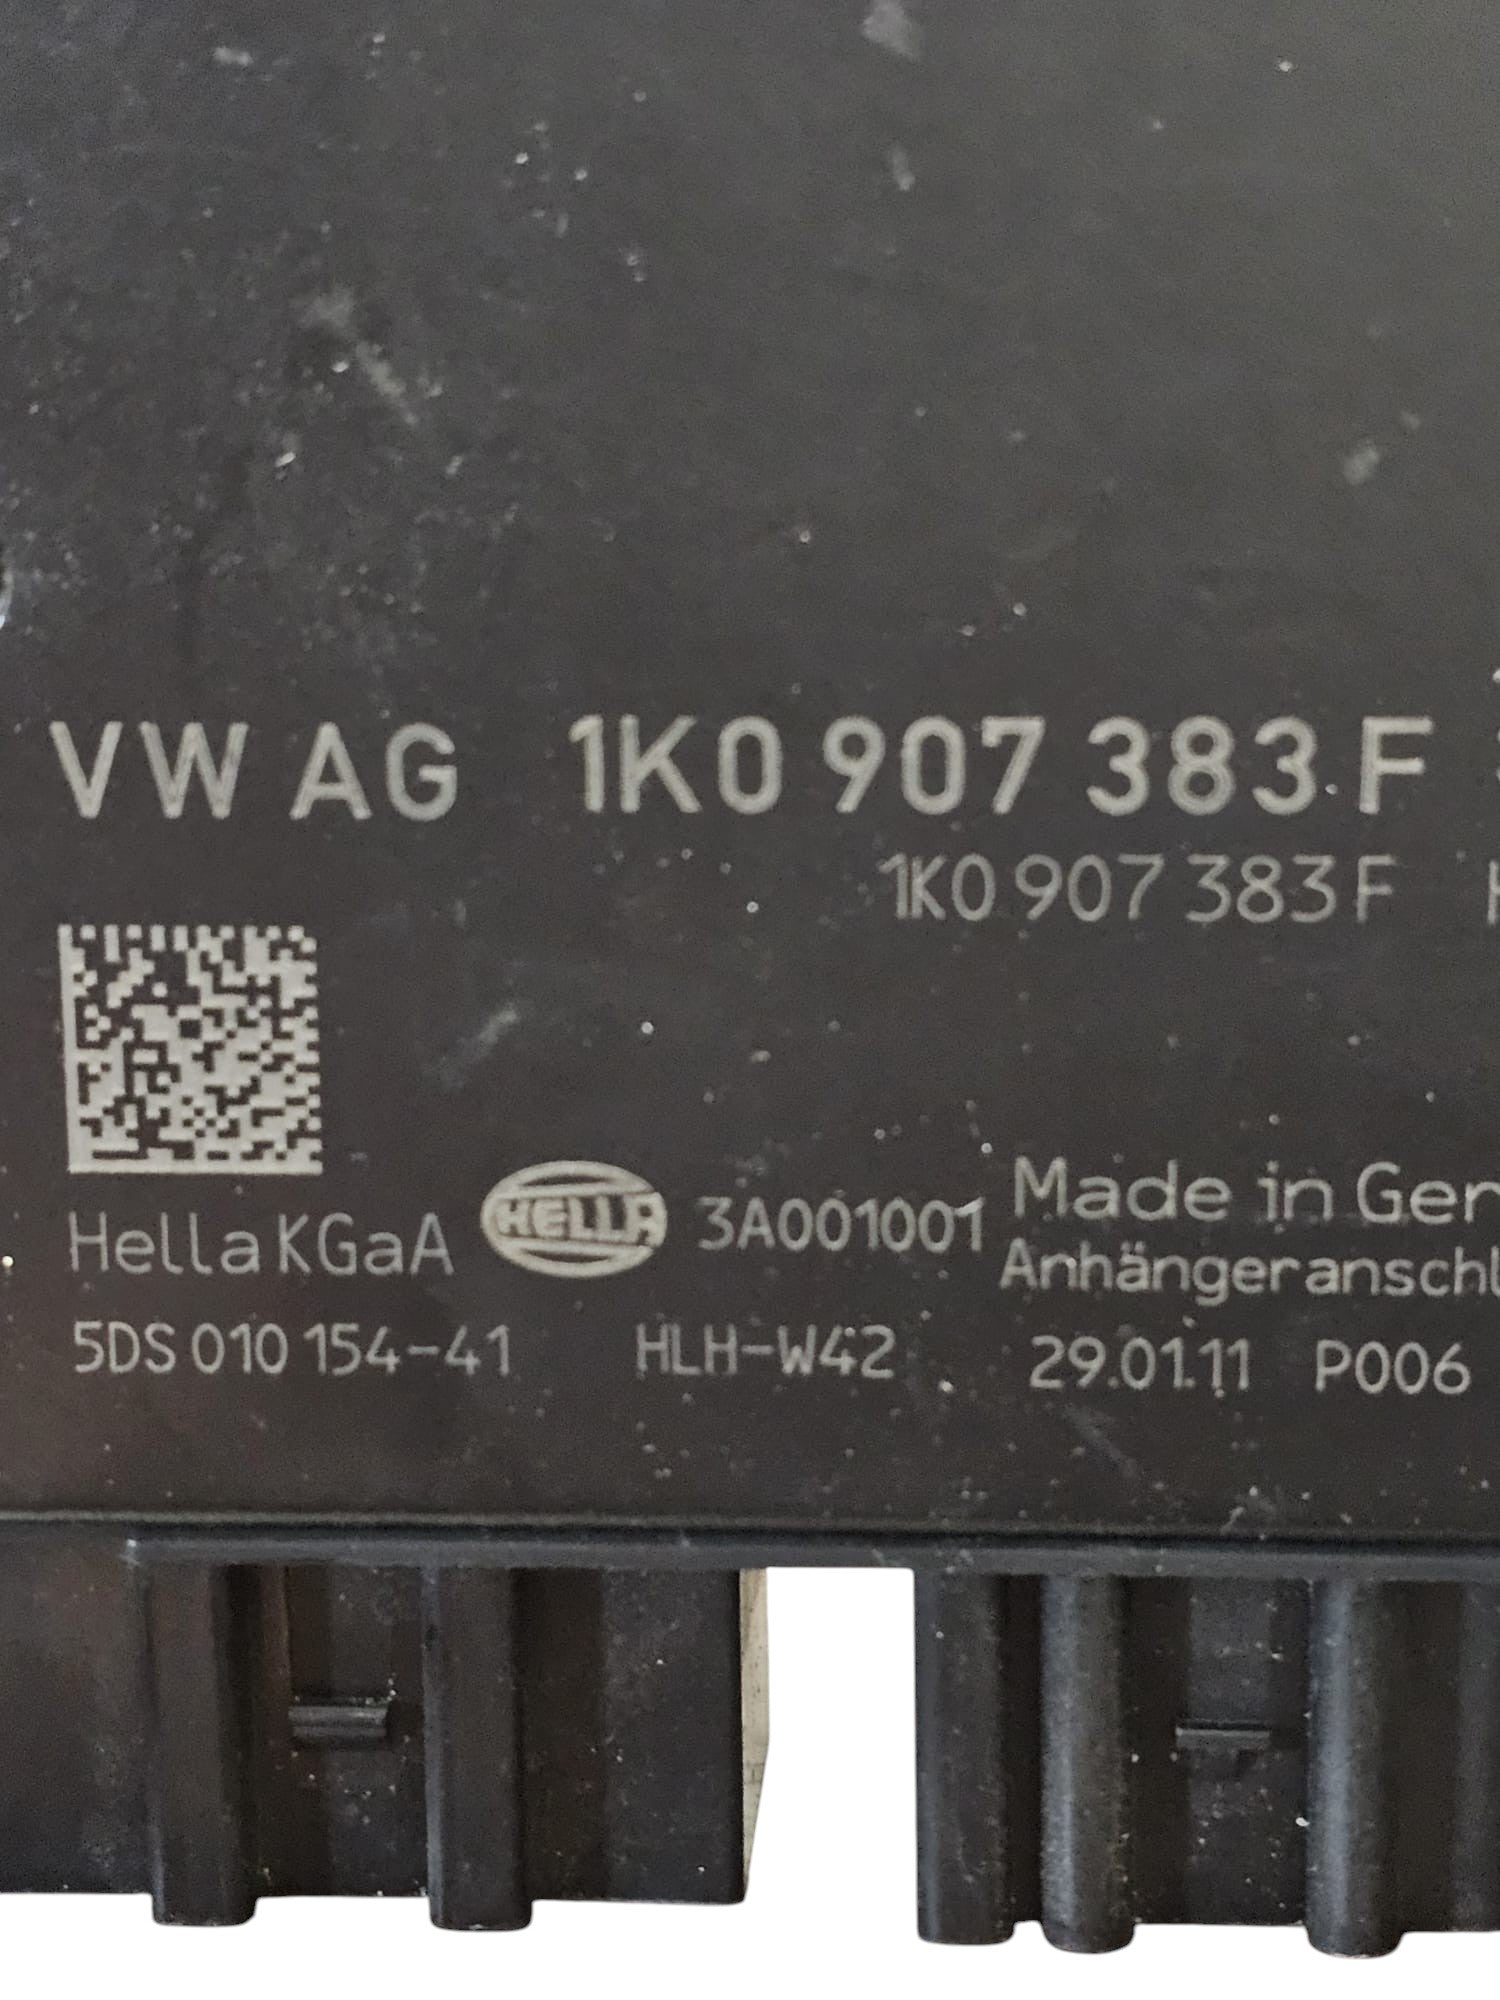 VW AG 1K0 907 383 F
1K0 907 383 F H
Hella KGaA HELLA 3A001001 Made in Ger
Anhängeranschl
5DS 010 154-41 HLH-W42 29.01.11 P006